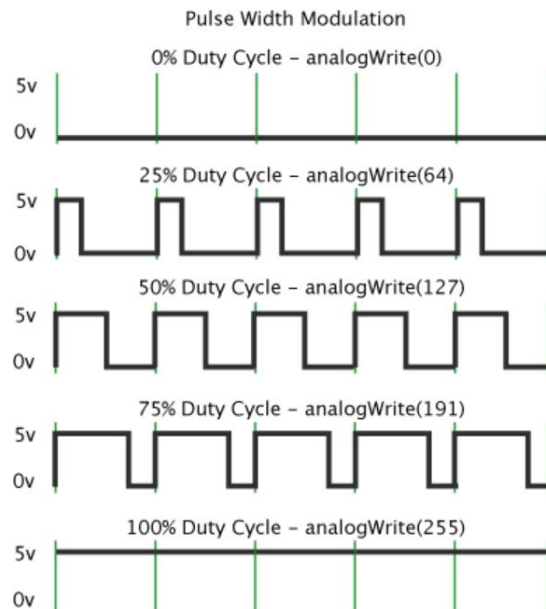 Pulse Width Modulation
0% Duty Cycle – analogWrite(0)
5v
0v
25% Duty Cycle – analogWrite(64)
5v
0v
50% Duty Cycle – analogWrite(127)
5v
0v
75% Duty Cycle – analogWrite(191)
5v
0v
100% Duty Cycle – analogWrite(255)
5v
0v